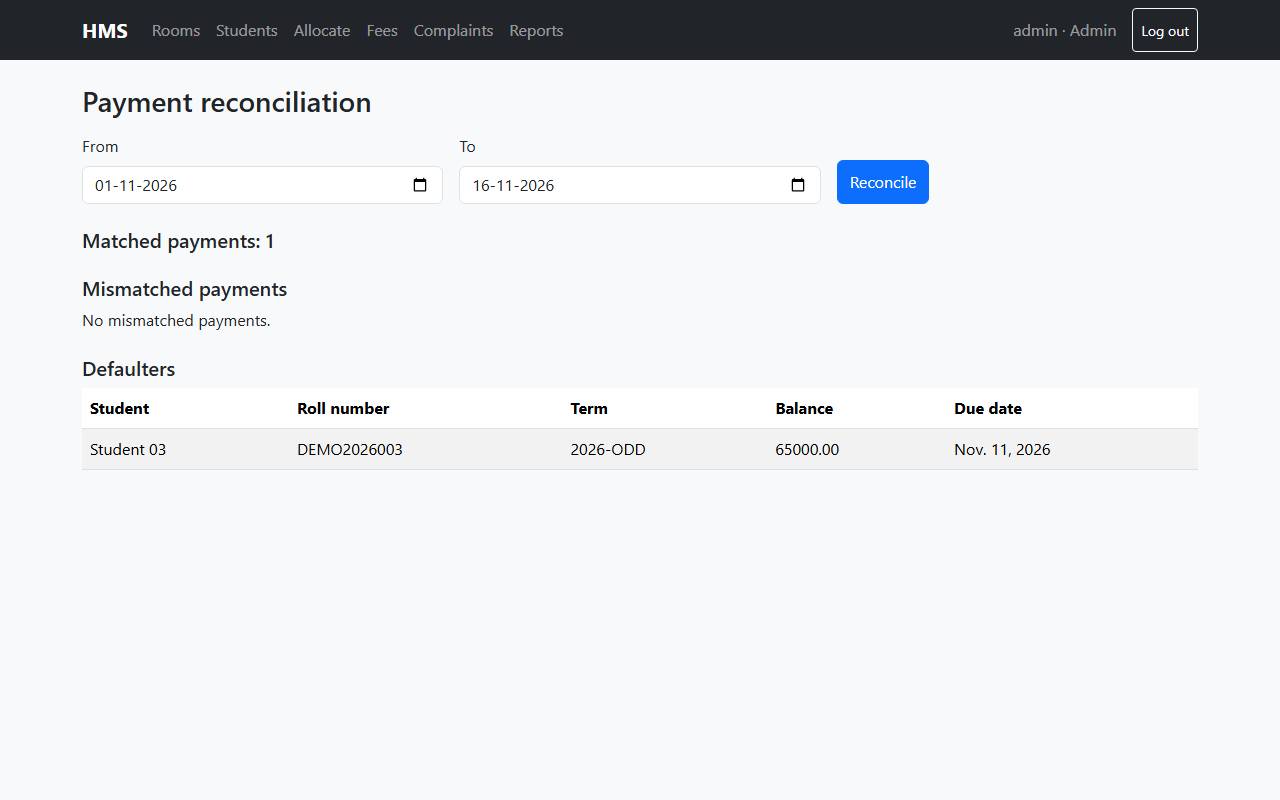 HMS Rooms Students Allocate Fees Complaints Reports admin · Admin Log out
Payment reconciliation
From To
01-11-2026 16-11-2026 Reconcile
Matched payments: 1
Mismatched payments
No mismatched payments.
Defaulters
Student Roll number Term Balance Due date
Student 03 DEMO2026003 2026-ODD 65000.00 Nov. 11, 2026